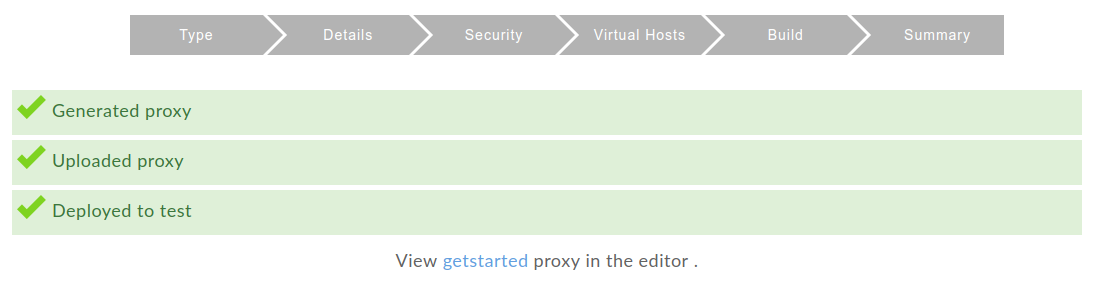 Type Details Security Virtual Hosts Build Summary
Generated proxy
Uploaded proxy
Deployed to test
View getstarted proxy in the editor .